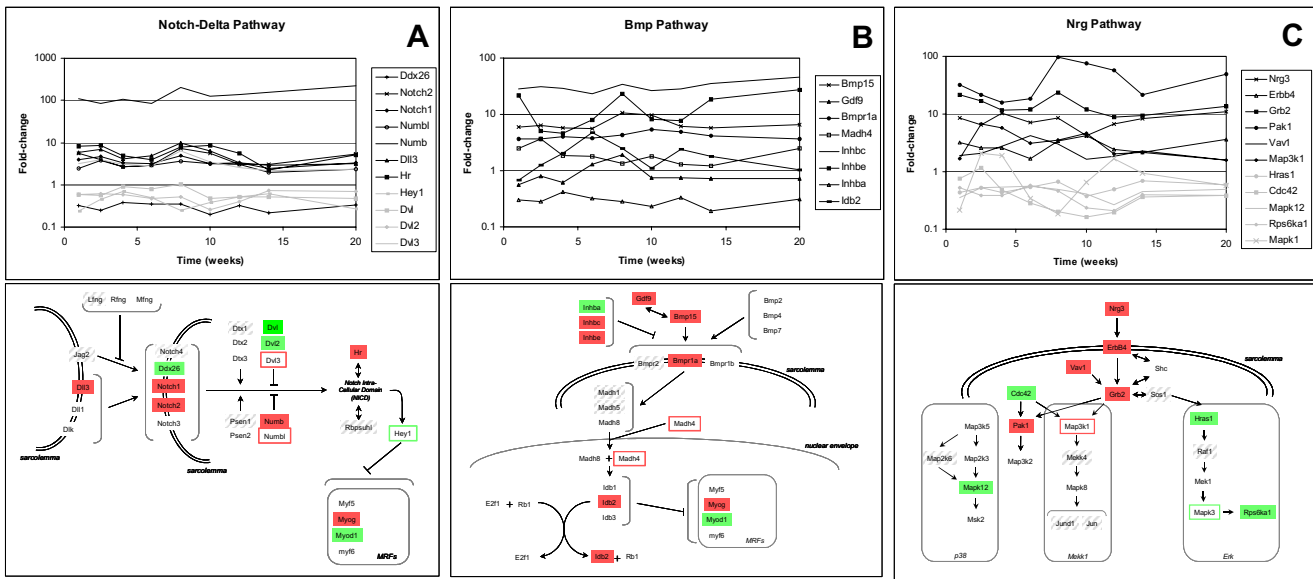 Notch-Delta Pathway
A
Fold-change
1000
100
10
1
0.1
0
5
10
15
20
Time (weeks)
Ddx26
Notch2
Notch1
Numbl
Numb
Dll3
Hr
Hey1
Dvl
Dvl2
Dvl3
Bmp Pathway
B
Fold-change
100
10
1
0.1
0
5
10
15
20
Time (weeks)
Bmp15
Gdf9
Bmpr1a
Madh4
Inhbc
Inhbe
Inhba
Idb2
Nrg Pathway
C
Fold-change
100
10
1
0.1
0
5
10
15
20
Time (weeks)
Nrg3
Erbb4
Grb2
Pak1
Vav1
Map3k1
Hras1
Cdc42
Mapk12
Rps6ka1
Mapk1
Lfng Rfng Mfng
Jag2
Dll3
Dll1
Dlk
sarcolemma
Notch4
Ddx26
Notch1
Notch2
Notch3
sarcolemma
Dtx1
Dtx2
Dtx3
Dvl
Dvl2
Dvl3
Psen1
Psen2
Numb
Numbl
Hr
Notch Intra-
Cellular Domain
(NICD)
Rbpsuhl
Hey1
Myf5
Myog
Myod1
myf6
MRFs
Inhba
Inhbc
Inhbe
Gdf9
Bmp15
Bmp2
Bmp4
Bmp7
Bmpr2
Bmpr1a
Bmpr1b
sarcolemma
Madh1
Madh5
Madh8
Madh4
nuclear envelope
Madh8 + Madh4
Idb1
Idb2
Idb3
E2f1 + Rb1
E2f1
Idb2 + Rb1
Myf5
Myog
Myod1
myf6
MRFs
Nrg3
ErbB4
sarcolemma
Vav1
Shc
Grb2
Sos1
Cdc42
Pak1
Map3k2
Map3k5
Map2k6
Map2k3
Mapk12
Msk2
p38
Map3k1
Mekk4
Mapk8
Jund1 Jun
Mekk1
Hras1
Raf1
Mek1
Mapk3
Rps6ka1
Erk